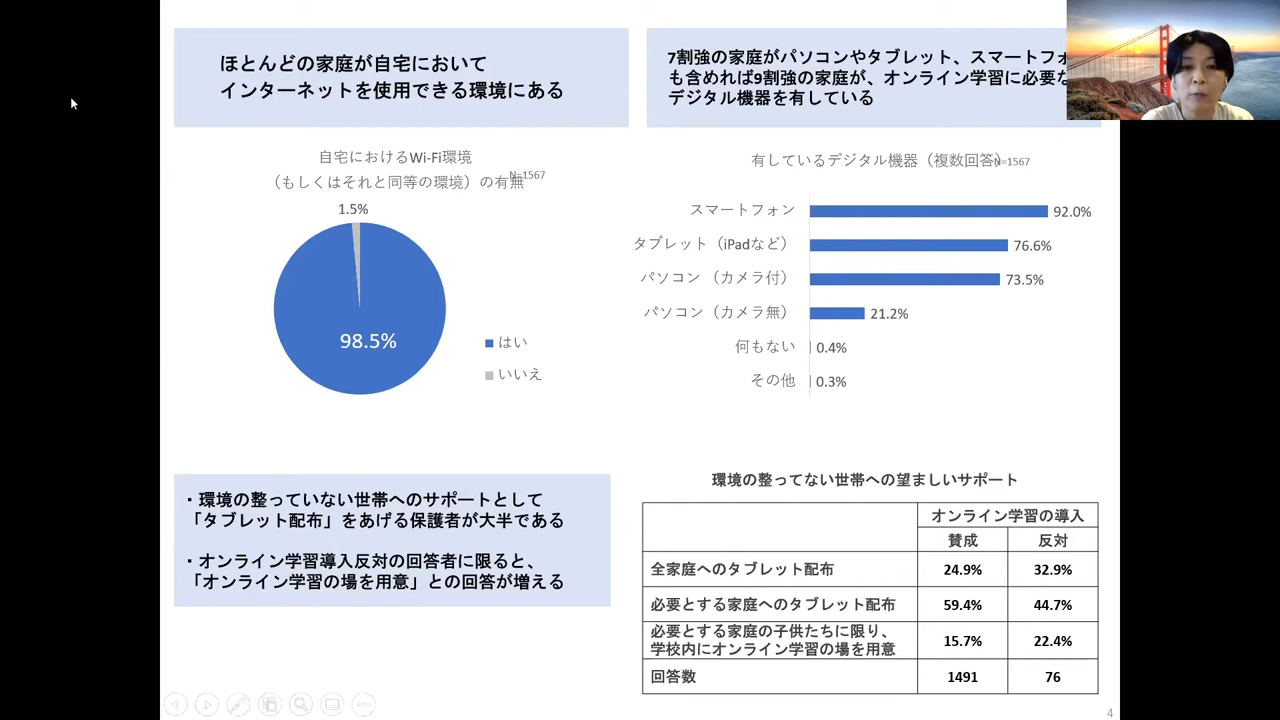 ほとんどの家庭が自宅において
インターネットを使用できる環境にある
7割強の家庭がパソコンやタブレット、スマートフォ
も含めれば9割強の家庭が、オンライン学習に必要な
デジタル機器を有している
自宅におけるWi-Fi環境
（もしくはそれと同等の環境）の有無
N=1567
1.5%
98.5%
はい
いいえ
有しているデジタル機器（複数回答）
N=1567
スマートフォン 92.0%
タブレット（iPadなど） 76.6%
パソコン （カメラ付） 73.5%
パソコン（カメラ無） 21.2%
何もない 0.4%
その他 0.3%
・環境の整っていない世帯へのサポートとして
「タブレット配布」をあげる保護者が大半である
・オンライン学習導入反対の回答者に限ると、
「オンライン学習の場を用意」との回答が増える
環境の整ってない世帯への望ましいサポート
オンライン学習の導入
賛成 反対
全家庭へのタブレット配布 24.9% 32.9%
必要とする家庭へのタブレット配布 59.4% 44.7%
必要とする家庭の子供たちに限り、
学校内にオンライン学習の場を用意 15.7% 22.4%
回答数 1491 76
4